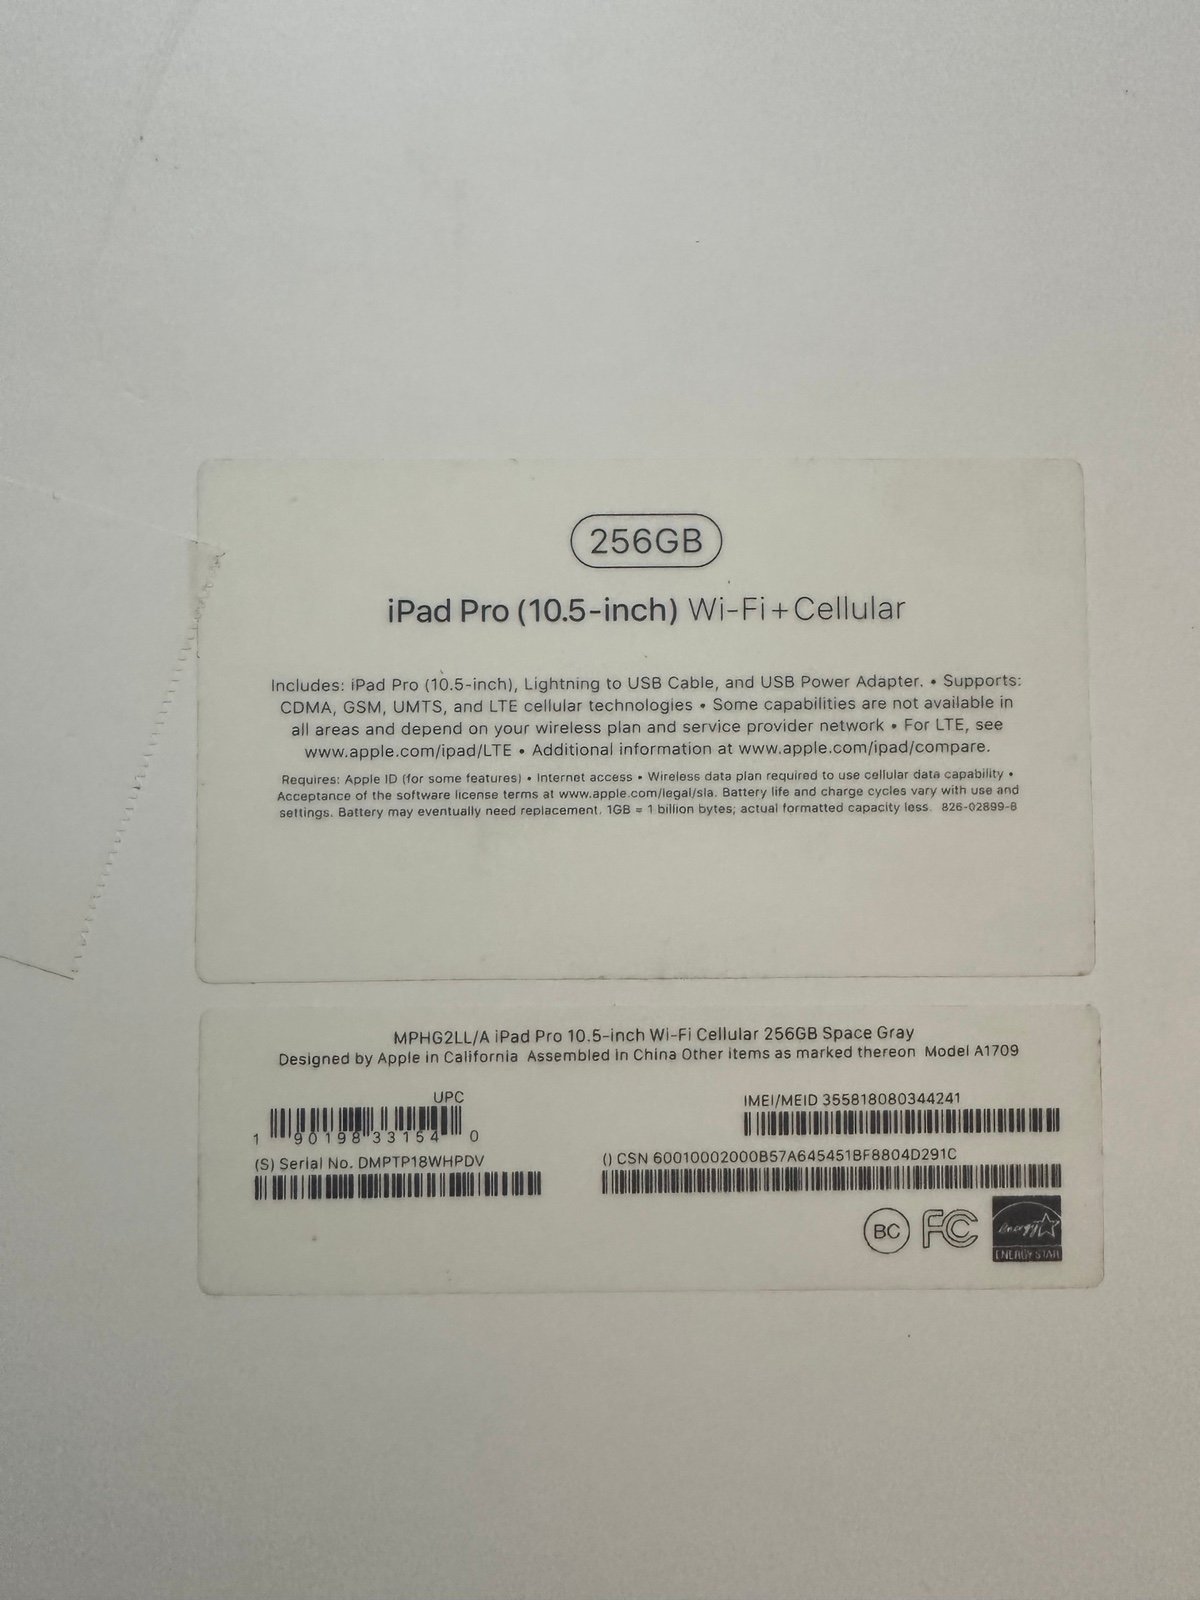 256GB
iPad Pro (10.5-inch) Wi-Fi + Cellular
Includes: iPad Pro (10.5-inch), Lightning to USB Cable, and USB Power Adapter. • Supports:
CDMA, GSM, UMTS, and LTE cellular technologies • Some capabilities are not available in
all areas and depend on your wireless plan and service provider network • For LTE, see
www.apple.com/ipad/LTE • Additional information at www.apple.com/ipad/compare.
Requires: Apple ID (for some features) • Internet access • Wireless data plan required to use cellular data capability •
Acceptance of the software license terms at www.apple.com/legal/sla. Battery life and charge cycles vary with use and
settings. Battery may eventually need replacement. 1GB = 1 billion bytes; actual formatted capacity less. 826-02899-B
MPHG2LL/A iPad Pro 10.5-inch Wi-Fi Cellular 256GB Space Gray
Designed by Apple in California Assembled in China Other items as marked thereon Model A1709
UPC
1 90198 33154 0
IMEI/MEID 355818080344241
(S) Serial No. DMPTP18WHPDV
() CSN 60010002000B57A645451BF8804D291C
BC FC energy
ENERGY STAR